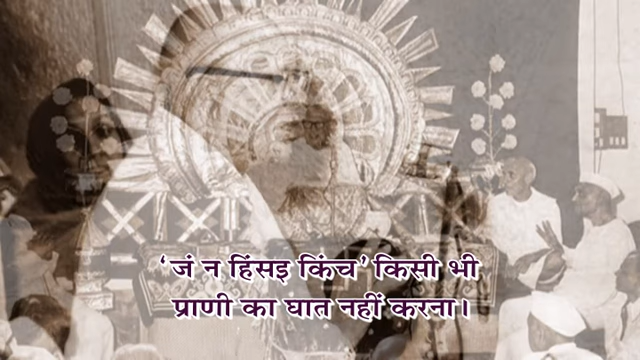 ‘जं न हिंसइ किंच’ किसी भी
प्राणी का घात नहीं करना।